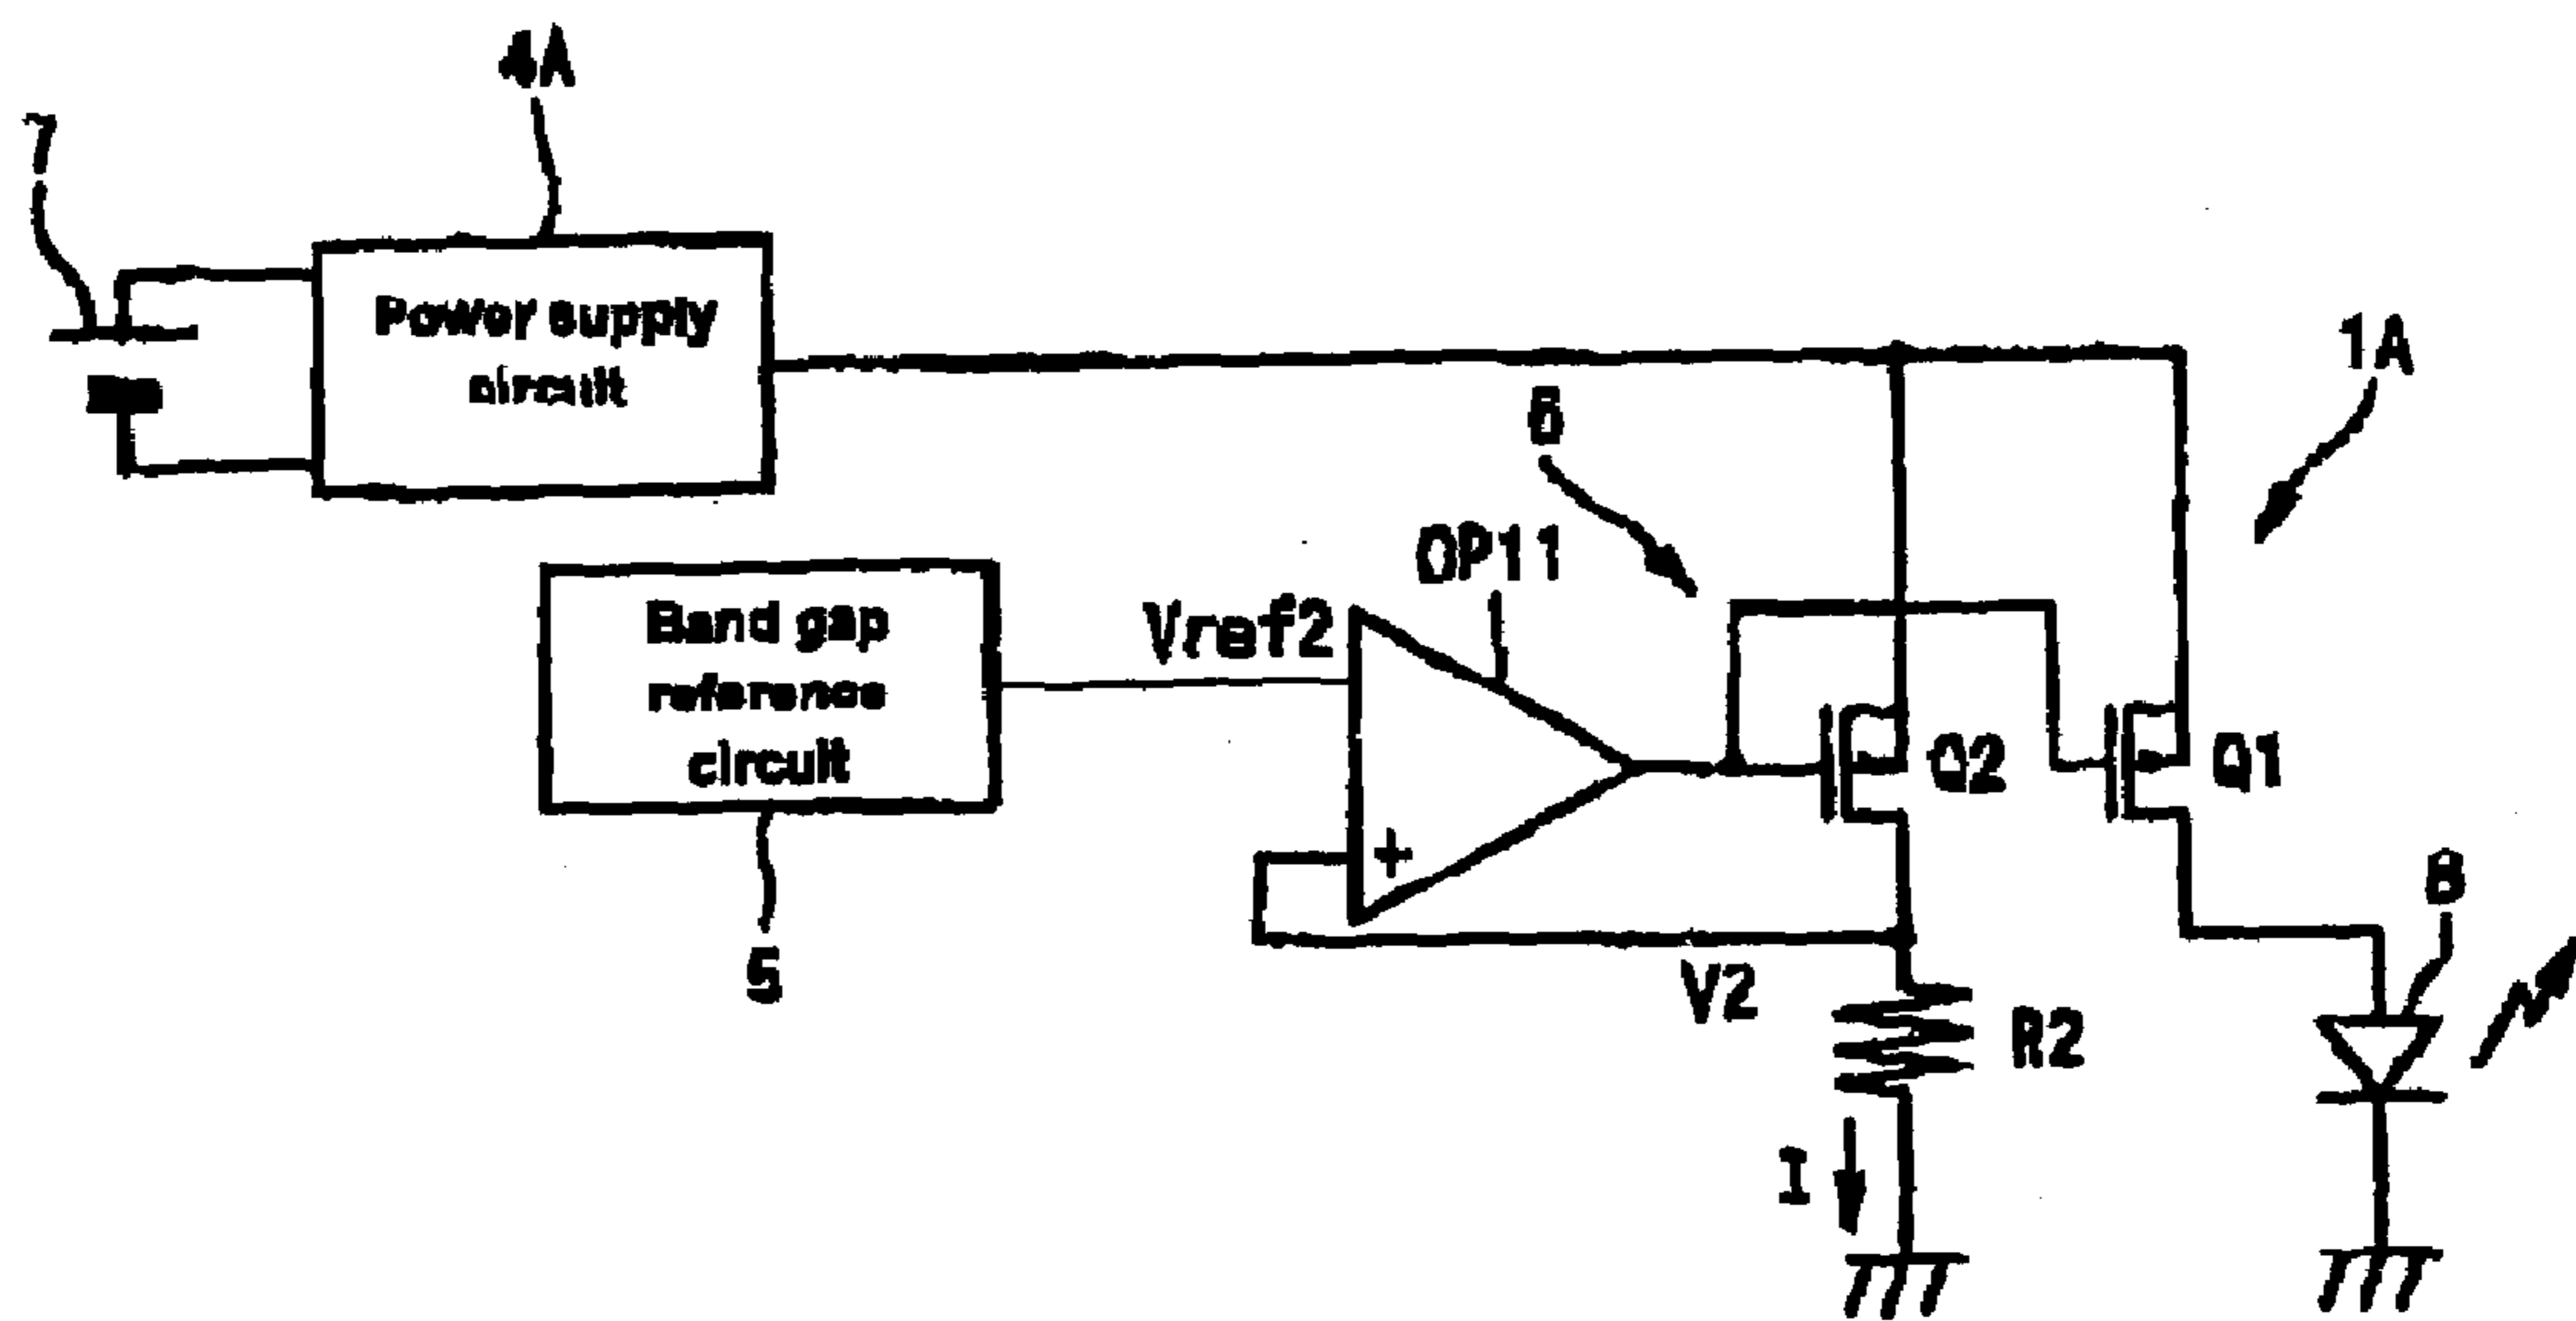 4A
7
Power supply
circuit
1A
6
OP11
Band gap
reference
circuit
Vref2
+
Q2
Q1
5
V2
R2
8
I